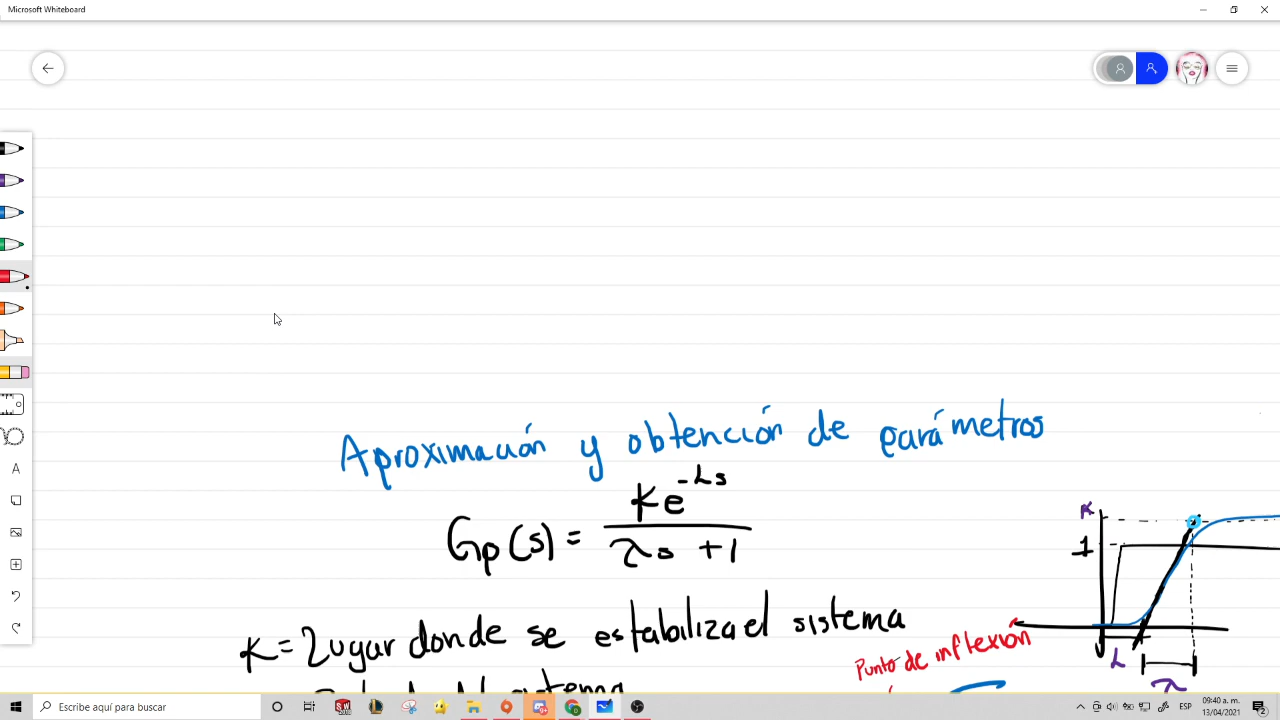 Microsoft Whiteboard
Aproximación y obtención de parámetros
Gp(s) = Ke^-Ls / τs + 1
K
1
K = Lugar donde se estabiliza el sistema
Punto de inflexión
L
τ
A
Escribe aquí para buscar
ESP
09:40 a. m.
13/04/2021
2